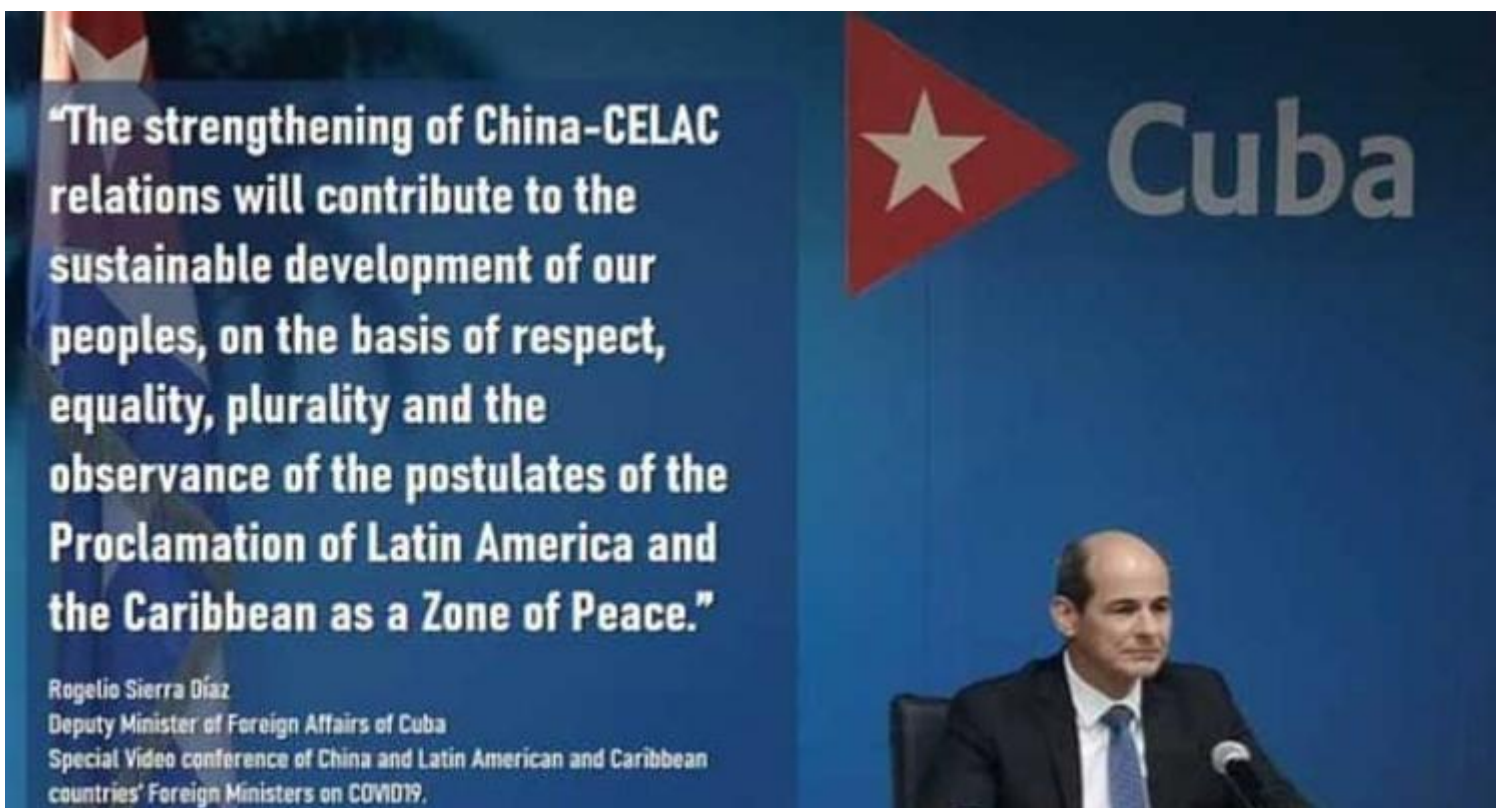 “The strengthening of China-CELAC
relations will contribute to the
sustainable development of our
peoples, on the basis of respect,
equality, plurality and the
observance of the postulates of the
Proclamation of Latin America and
the Caribbean as a Zone of Peace.”
Rogelio Sierra Díaz
Deputy Minister of Foreign Affairs of Cuba
Special Video conference of China and Latin American and Caribbean
countries' Foreign Ministers on COVID19.
Cuba